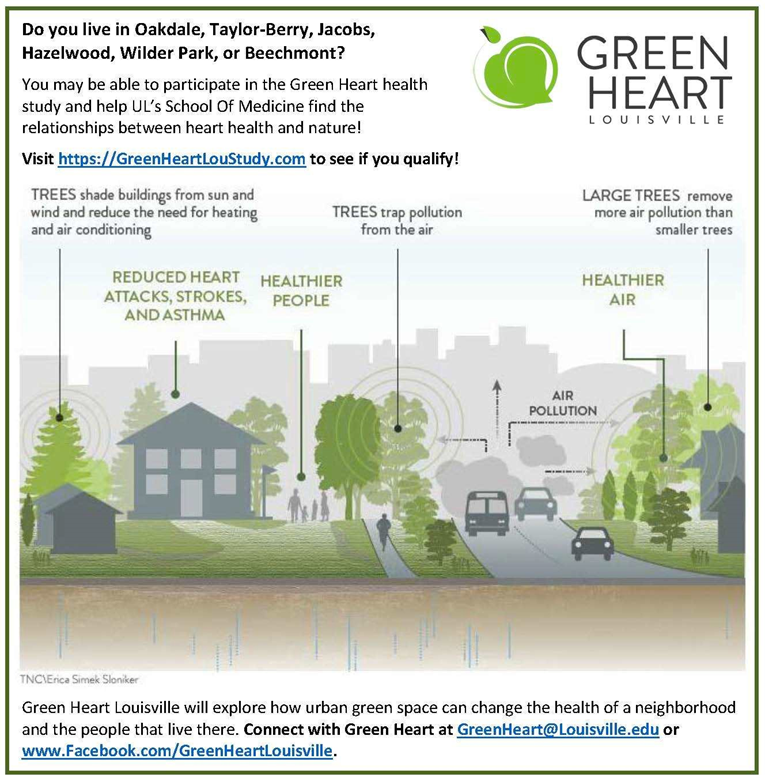 Do you live in Oakdale, Taylor-Berry, Jacobs,
Hazelwood, Wilder Park, or Beechmont?
You may be able to participate in the Green Heart health
study and help UL's School Of Medicine find the
relationships between heart health and nature!
Visit https://GreenHeartLouStudy.com to see if you qualify!
GREEN
HEART
LOUISVILLE
TREES shade buildings from sun and
wind and reduce the need for heating
and air conditioning
TREES trap pollution
from the air
LARGE TREES remove
more air pollution than
smaller trees
REDUCED HEART
ATTACKS, STROKES,
AND ASTHMA
HEALTHIER
PEOPLE
HEALTHIER
AIR
AIR
POLLUTION
TNC\Erica Simek Sloniker
Green Heart Louisville will explore how urban green space can change the health of a neighborhood
and the people that live there. Connect with Green Heart at GreenHeart@Louisville.edu or
www.Facebook.com/GreenHeartLouisville.